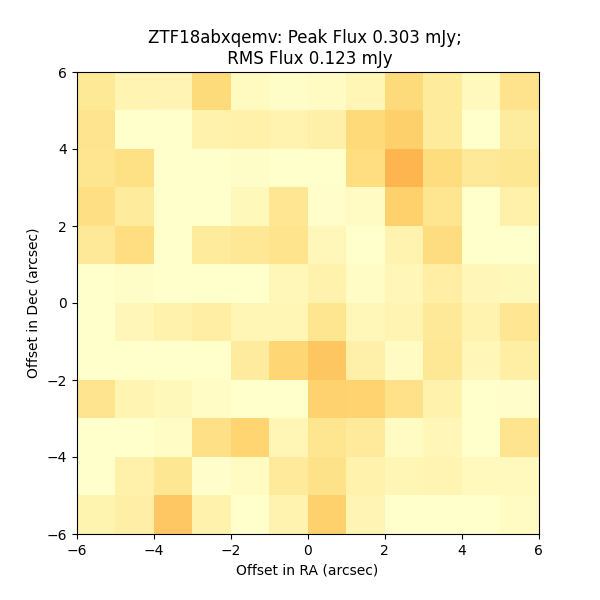 ZTF18abxqemv: Peak Flux 0.303 mJy;
RMS Flux 0.123 mJy
6
4
2
0
−2
−4
−6
Offset in Dec (arcsec)
−6 −4 −2 0 2 4 6
Offset in RA (arcsec)